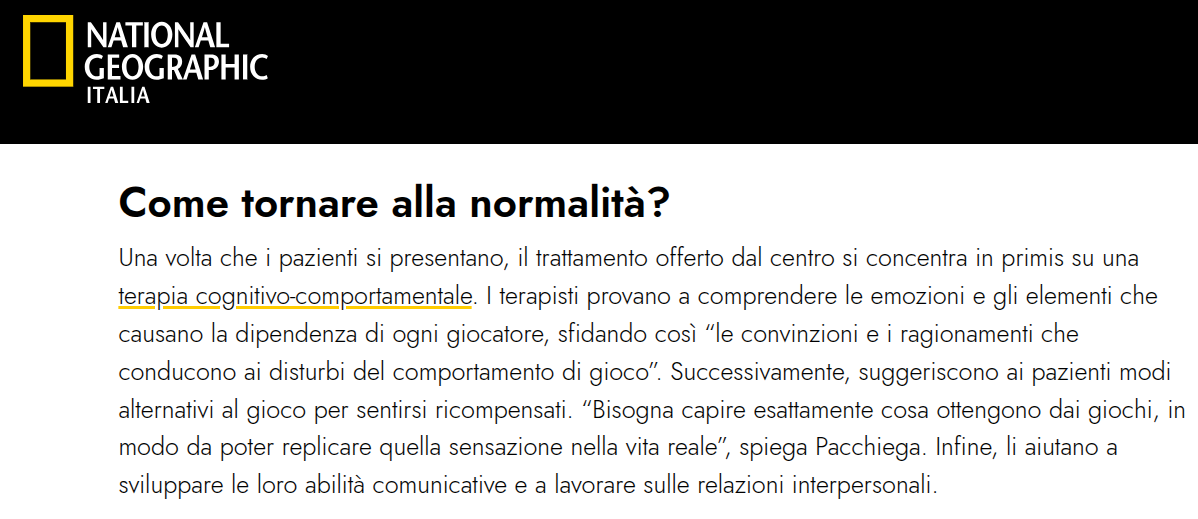 NATIONAL
GEOGRAPHIC
ITALIA
Come tornare alla normalità?
Una volta che i pazienti si presentano, il trattamento offerto dal centro si concentra in primis su una
terapia cognitivo-comportamentale. I terapisti provano a comprendere le emozioni e gli elementi che
causano la dipendenza di ogni giocatore, sfidando così “le convinzioni e i ragionamenti che
conducono ai disturbi del comportamento di gioco”. Successivamente, suggeriscono ai pazienti modi
alternativi al gioco per sentirsi ricompensati. “Bisogna capire esattamente cosa ottengono dai giochi, in
modo da poter replicare quella sensazione nella vita reale”, spiega Pacchiega. Infine, li aiutano a
sviluppare le loro abilità comunicative e a lavorare sulle relazioni interpersonali.